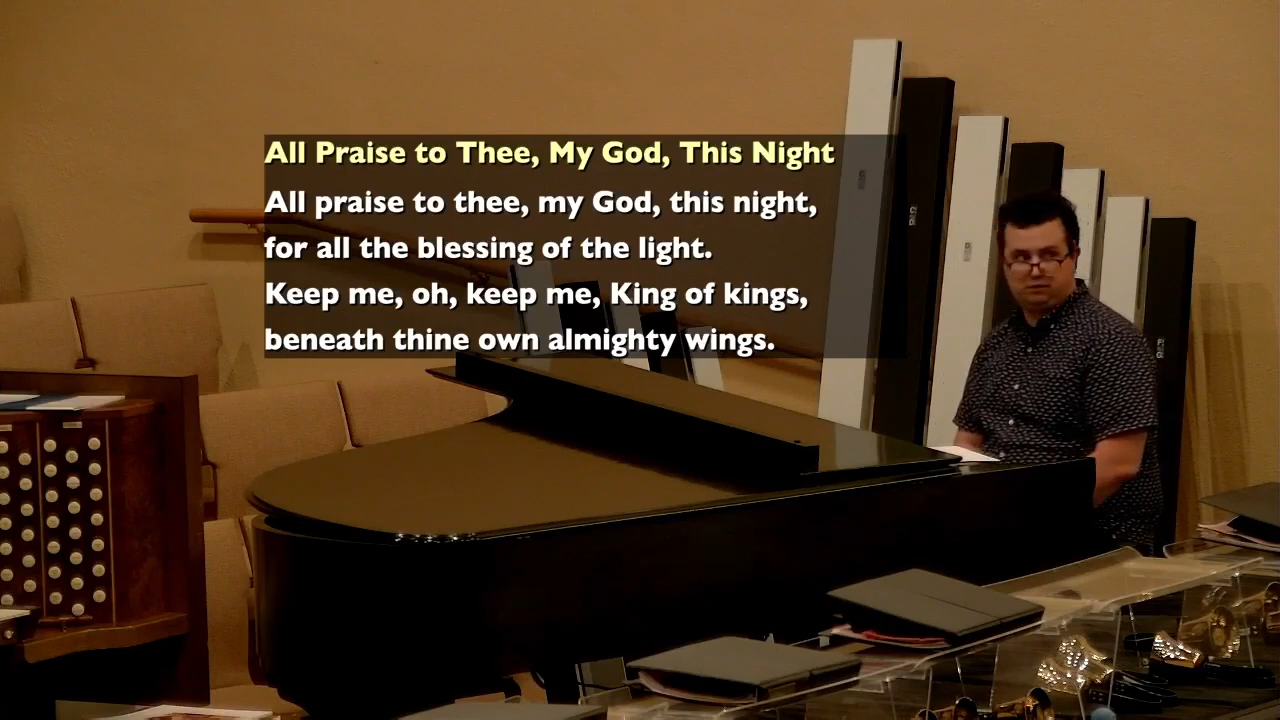 All Praise to Thee, My God, This Night
All praise to thee, my God, this night,
for all the blessing of the light.
Keep me, oh, keep me, King of kings,
beneath thine own almighty wings.